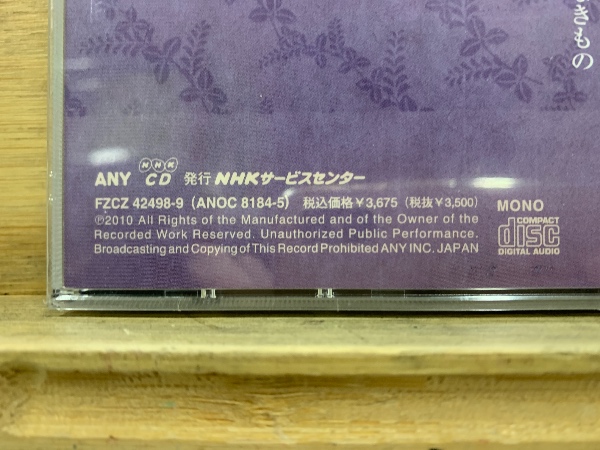 ANY NHK CD 発行 NHKサービスセンター
FZCZ 42498-9 (ANOC 8184-5) 税込価格¥3,675 (税抜¥3,500)
℗2010 All Rights of the Manufactured and of the Owner of the
Recorded Work Reserved. Unauthorized Public Performance.
Broadcasting and Copying of This Record Prohibited ANY INC. JAPAN
MONO
COMPACT
disc
DIGITAL AUDIO